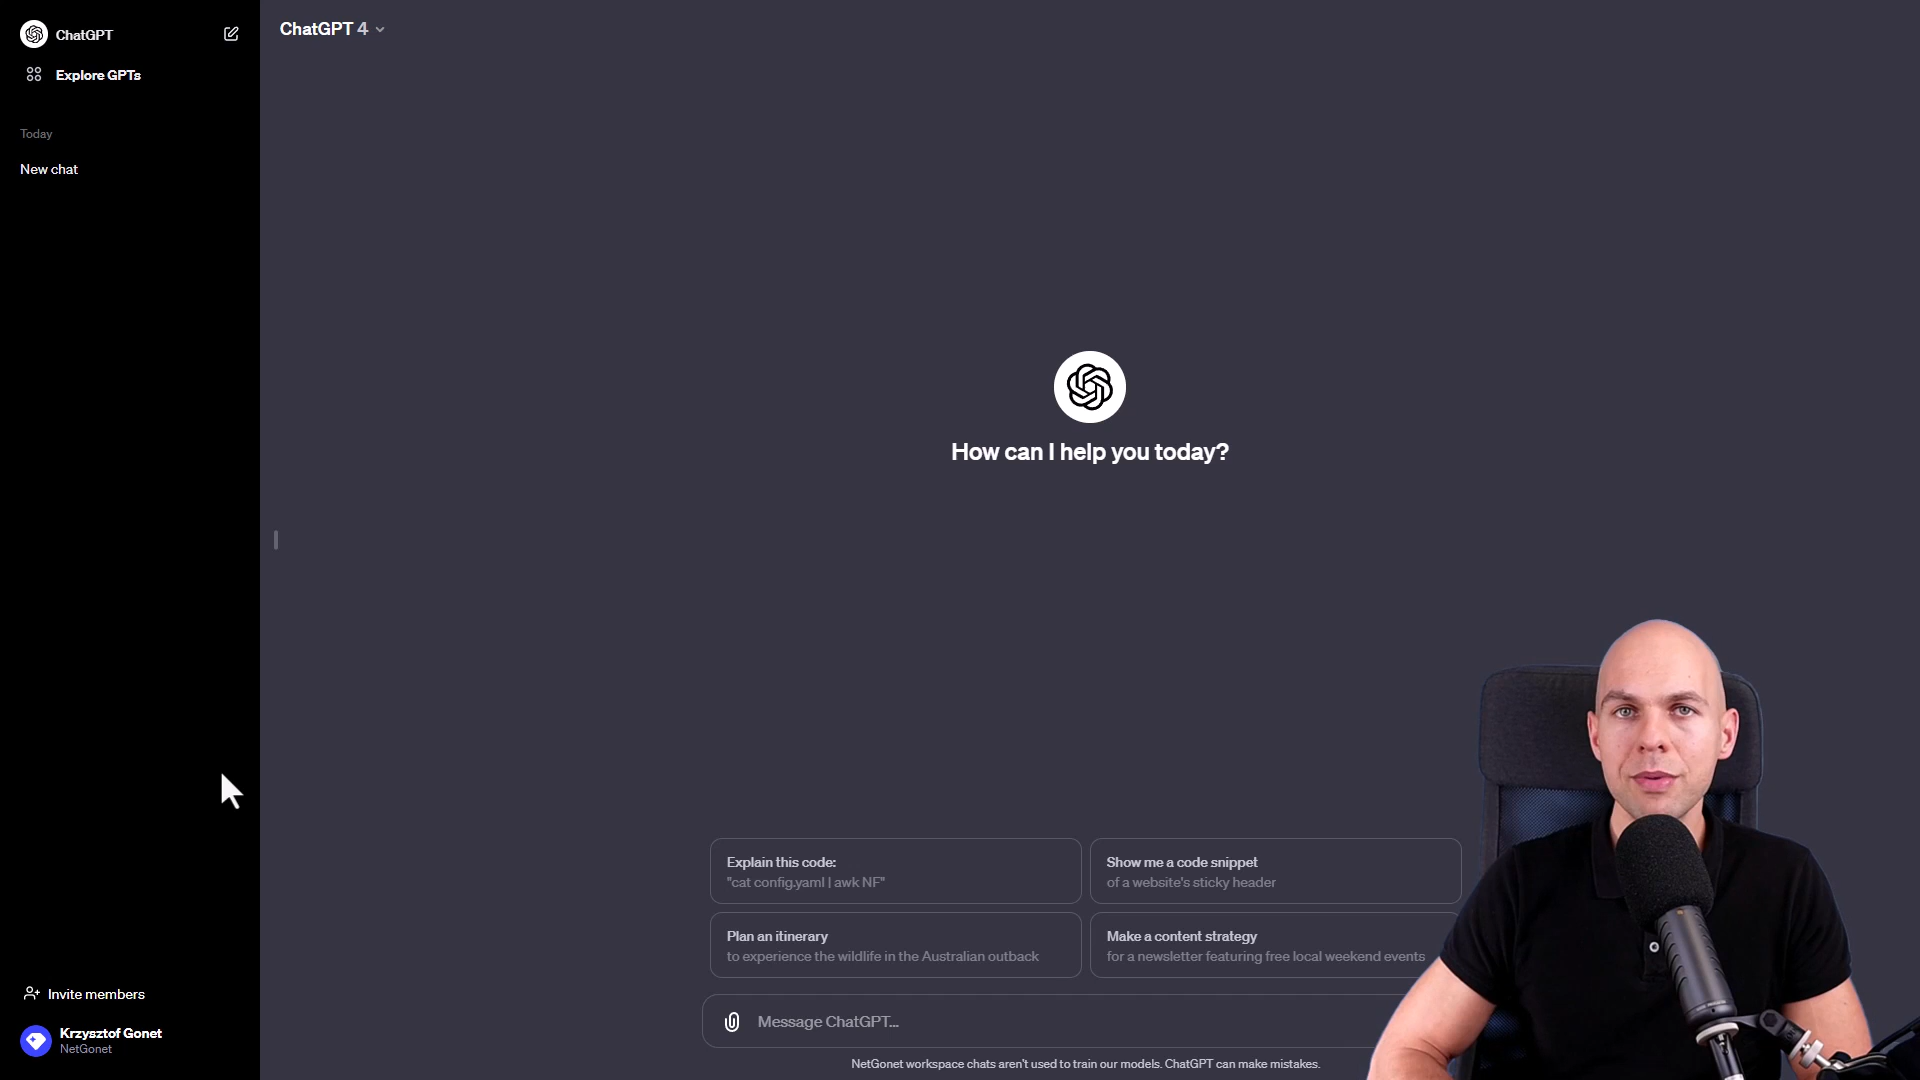 ChatGPT
Explore GPTs
Today
New chat
Invite members
Krzysztof Gonet
NetGonet
ChatGPT 4
How can I help you today?
Explain this code:
"cat config.yaml | awk NF"
Show me a code snippet
of a website's sticky header
Plan an itinerary
to experience the wildlife in the Australian outback
Make a content strategy
for a newsletter featuring free local weekend events
Message ChatGPT...
NetGonet workspace chats aren't used to train our models. ChatGPT can make mistakes.